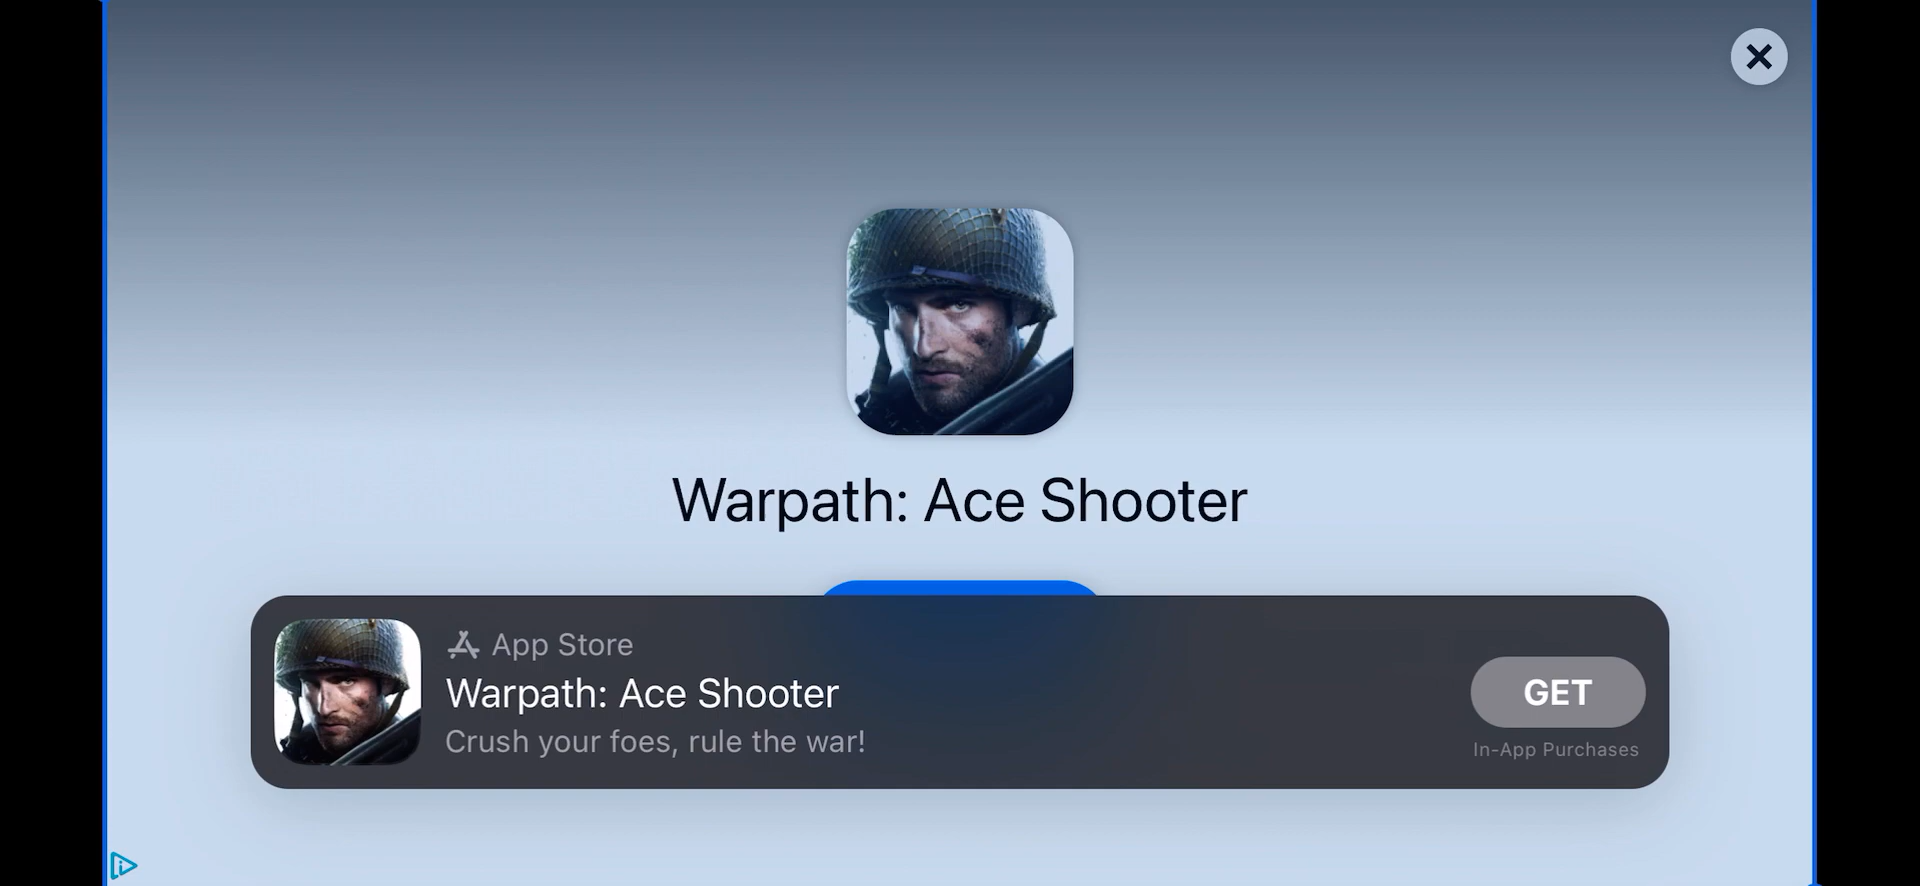 Warpath: Ace Shooter
App Store
Warpath: Ace Shooter
Crush your foes, rule the war!
GET
In-App Purchases